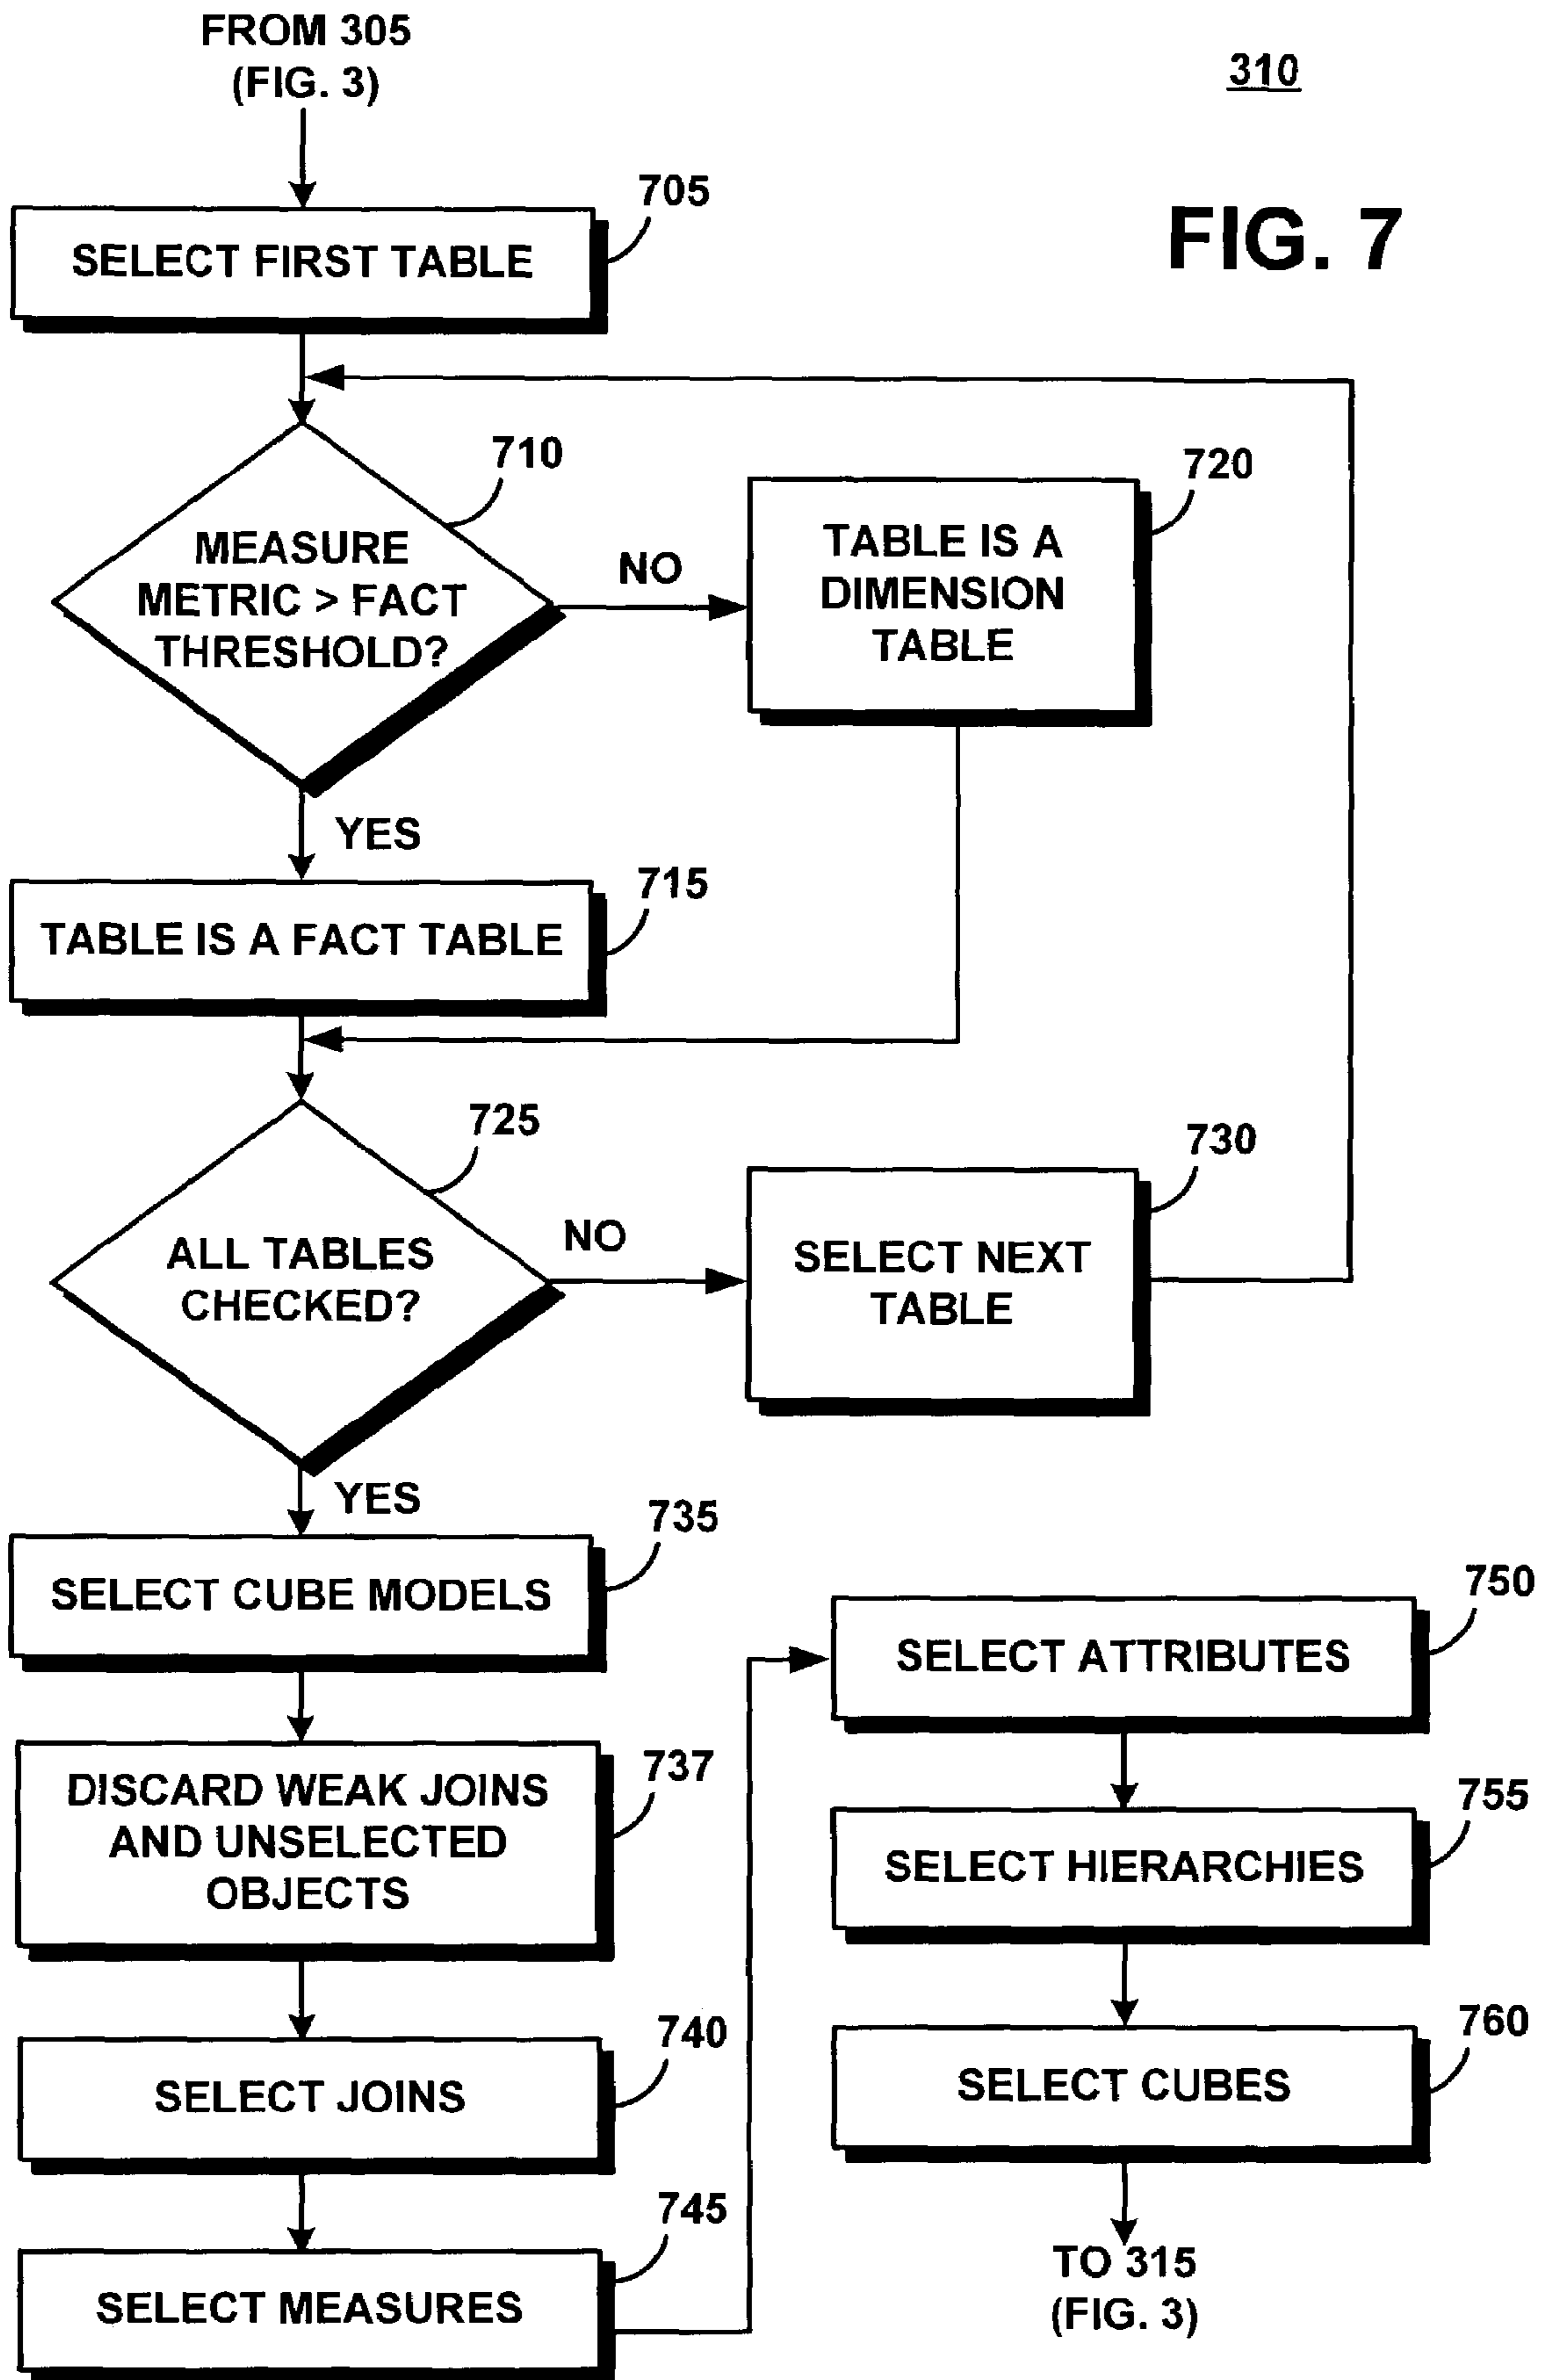 FROM 305
(FIG. 3)
310
FIG. 7
705
SELECT FIRST TABLE
710
MEASURE
METRIC > FACT
THRESHOLD?
NO
720
TABLE IS A
DIMENSION
TABLE
YES
715
TABLE IS A FACT TABLE
725
ALL TABLES
CHECKED?
NO
730
SELECT NEXT
TABLE
YES
735
SELECT CUBE MODELS
737
DISCARD WEAK JOINS
AND UNSELECTED
OBJECTS
740
SELECT JOINS
745
SELECT MEASURES
750
SELECT ATTRIBUTES
755
SELECT HIERARCHIES
760
SELECT CUBES
TO 315
(FIG. 3)